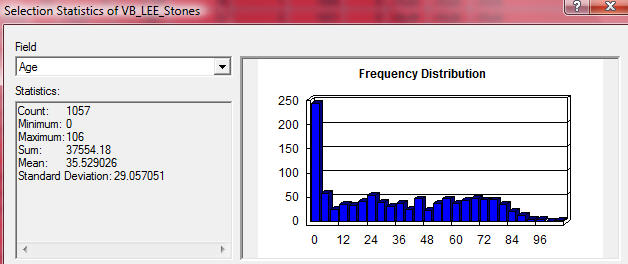 Selection Statistics of VB_LEE_Stones
?
Field
Age
Statistics:
Count: 1057
Minimum: 0
Maximum: 106
Sum: 37554.18
Mean: 35.529026
Standard Deviation: 29.057051
Frequency Distribution
250
200
150
100
50
0
0 12 24 36 48 60 72 84 96